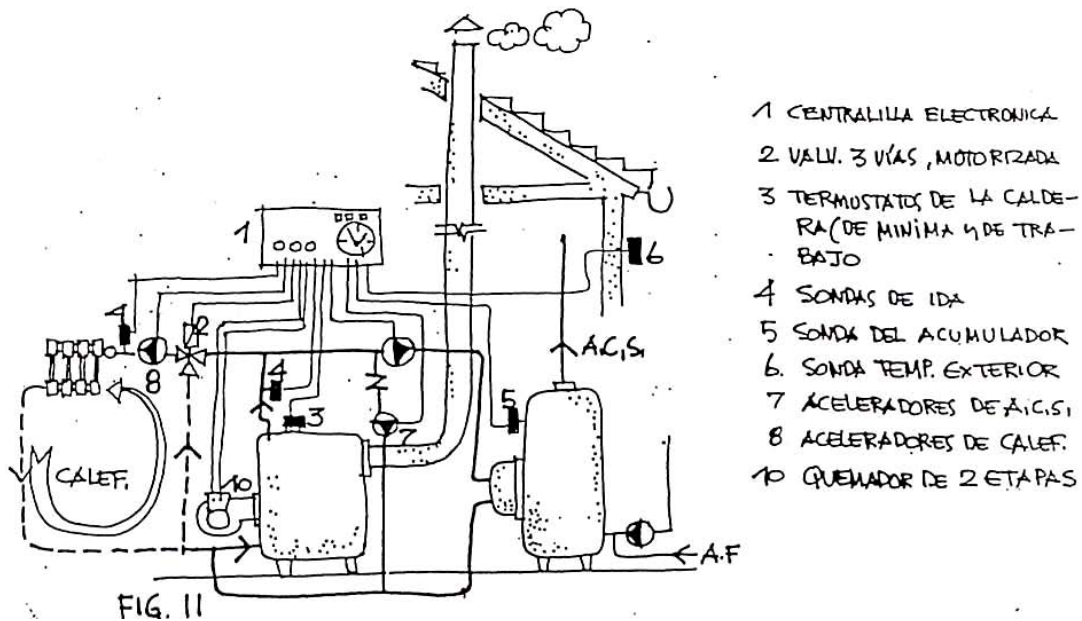 1 CENTRALILLA ELECTRONICA
2 VALV. 3 VÍAS, MOTORIZADA
3 TERMOSTATOS DE LA CALDE-
RA (DE MINIMA Y DE TRA-
BAJO
4 SONDAS DE IDA
5 SONDA DEL ACUMULADOR
6. SONDA TEMP. EXTERIOR
7 ACELERADORES DE A.C.S.
8 ACELERADORES DE CALEF.
10 QUEMADOR DE 2 ETAPAS
1
6
4
2
8
A.C.S.
4
3
5
7
10
CALEF.
A.F
FIG. 11